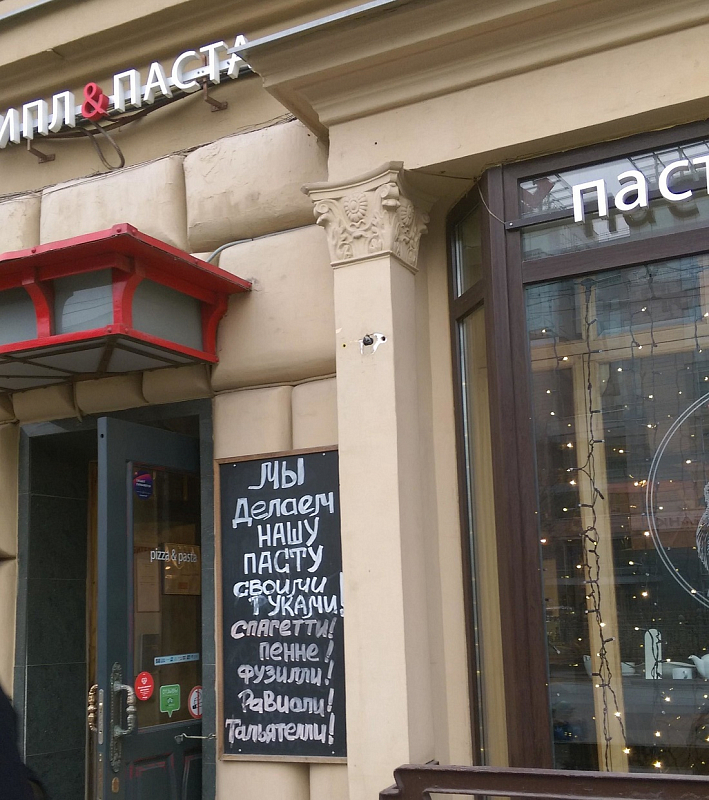 ИПЛ & ПАСТА
паст
pizza & pasta
Мы
Делаем
НАШУ
ПАСТУ
своими
РУКАМИ!
СПАГЕТТИ!
пенне!
Фузилли!
РаВиоли!
Тальятелли!